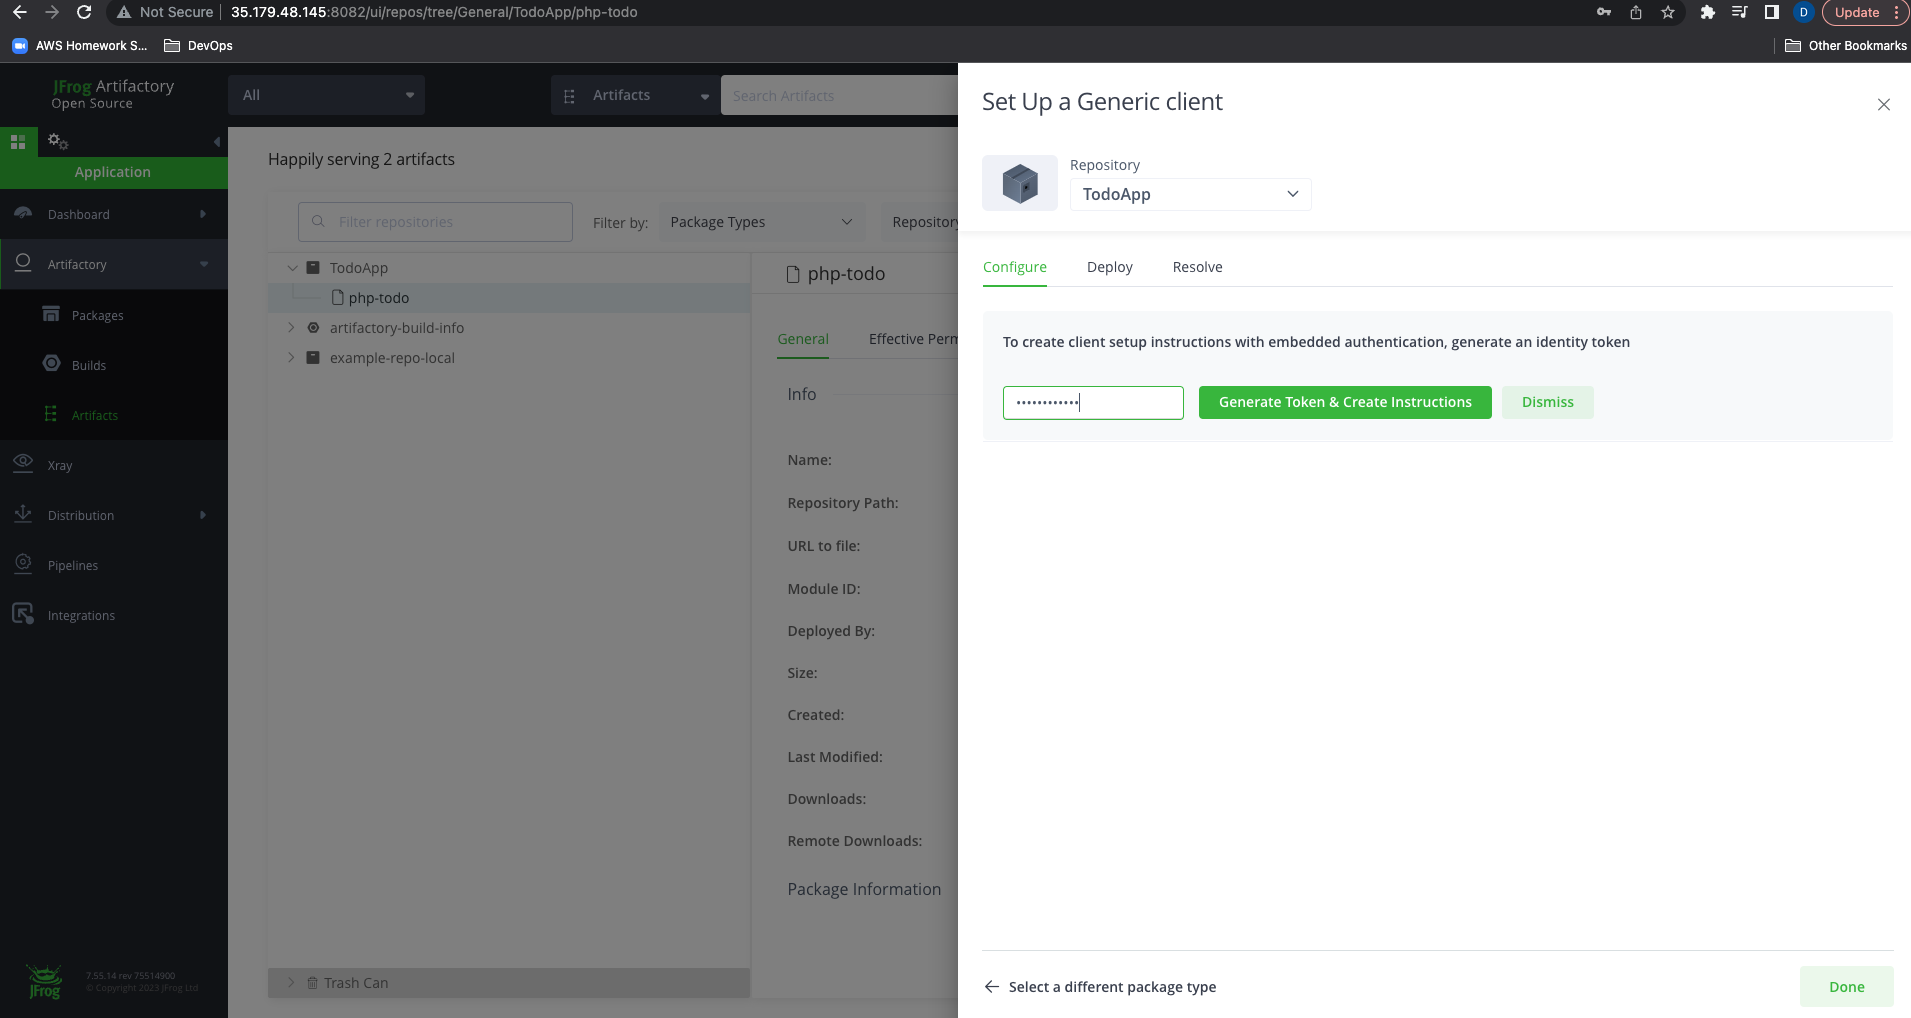 Not Secure 35.179.48.145:8082/ui/repos/tree/General/TodoApp/php-todo
D Update
AWS Homework S... DevOps Other Bookmarks
JFrog Artifactory
Open Source
All Artifacts Search Artifacts
Application
Dashboard
Artifactory
Packages
Builds
Artifacts
Xray
Distribution
Pipelines
Integrations
JFrog
7.55.14 rev 75514900
© Copyright 2023 JFrog Ltd
Happily serving 2 artifacts
Filter repositories Filter by: Package Types Repository
TodoApp
php-todo
artifactory-build-info
example-repo-local
Trash Can
php-todo
General Effective Perm
Info
Name:
Repository Path:
URL to file:
Module ID:
Deployed By:
Size:
Created:
Last Modified:
Downloads:
Remote Downloads:
Package Information
Set Up a Generic client
Repository
TodoApp
Configure Deploy Resolve
To create client setup instructions with embedded authentication, generate an identity token
•••••••••••• Generate Token & Create Instructions Dismiss
Select a different package type Done